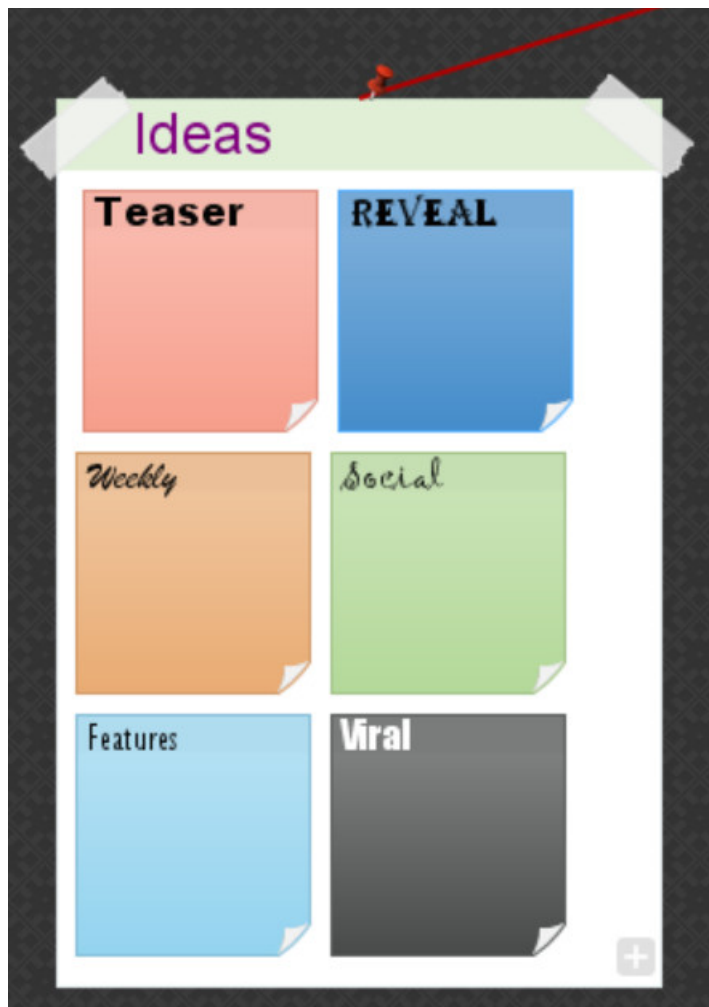 Ideas
Teaser
REVEAL
Weekly
Social
Features
Viral